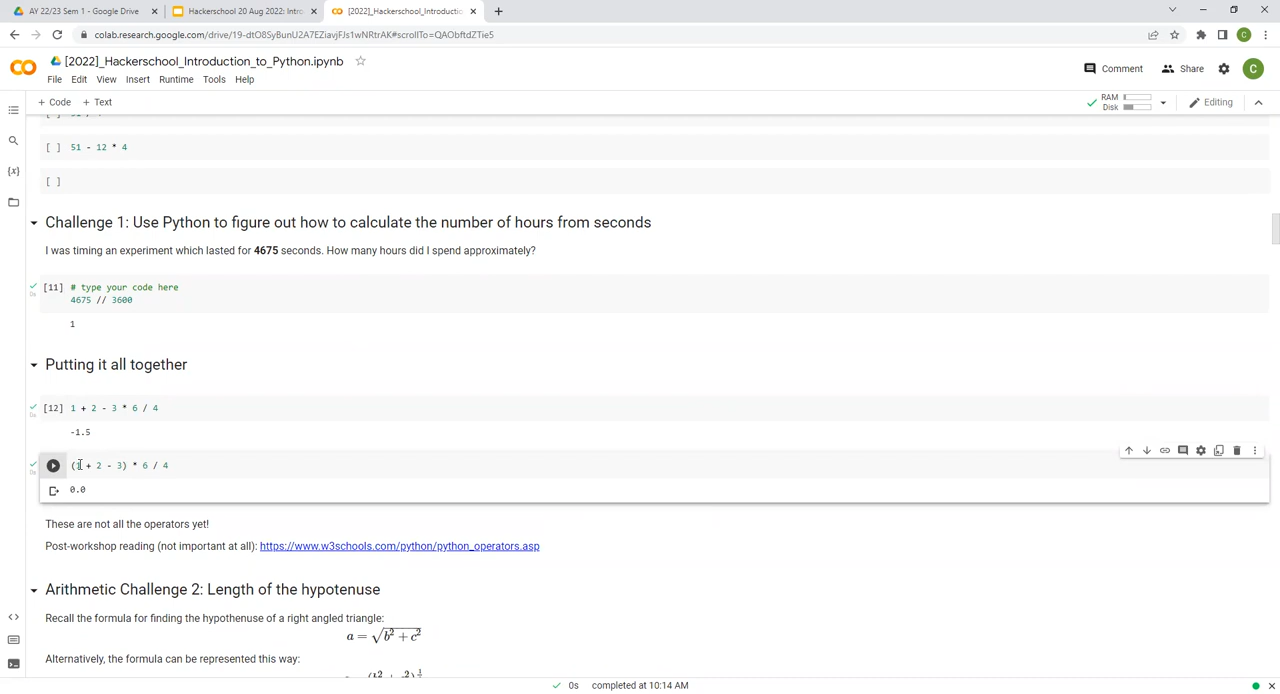 AY 22/23 Sem 1 - Google Drive
Hackerschool 20 Aug 2022: Intro
[2022]_Hackerschool_Introductio
colab.research.google.com/drive/19-dtO8SyBunU2A7EZiavjFJs1wNRtrAK#scrollTo=QAObftdZTie5
C
[2022]_Hackerschool_Introduction_to_Python.ipynb
File Edit View Insert Runtime Tools Help
Comment
Share
C
+ Code + Text
RAM
Disk
Editing
{x}
[ ] 51 - 12 * 4
[ ]
Challenge 1: Use Python to figure out how to calculate the number of hours from seconds
I was timing an experiment which lasted for 4675 seconds. How many hours did I spend approximately?
0s
[11] # type your code here
4675 // 3600
1
Putting it all together
[12] 1 + 2 - 3 * 6 / 4
0s
-1.5
(1 + 2 - 3) * 6 / 4
0s
0.0
These are not all the operators yet!
Post-workshop reading (not important at all): https://www.w3schools.com/python/python_operators.asp
Arithmetic Challenge 2: Length of the hypotenuse
Recall the formula for finding the hypothenuse of a right angled triangle:
a = √b² + c²
Alternatively, the formula can be represented this way:
0s completed at 10:14 AM